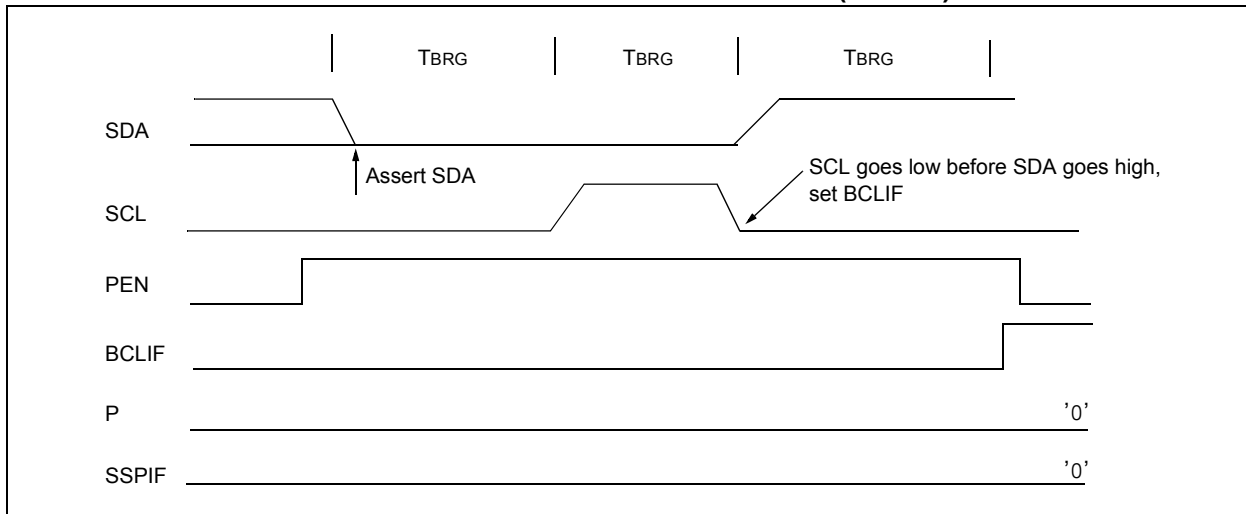 TBRG TBRG TBRG
SDA
Assert SDA
SCL goes low before SDA goes high,
set BCLIF
SCL
PEN
BCLIF
P '0'
SSPIF '0'